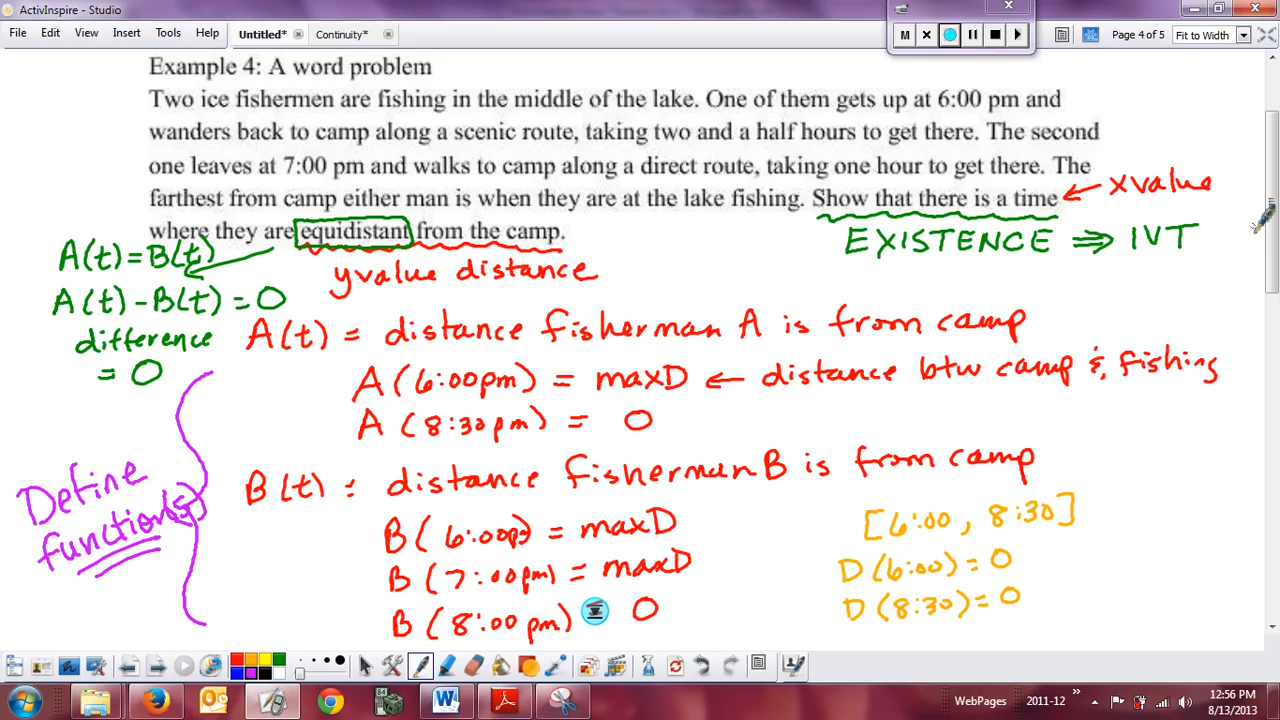 ActivInspire - Studio
File Edit View Insert Tools Help Untitled* Continuity* Page 4 of 5 Fit to Width
M
Example 4: A word problem
Two ice fishermen are fishing in the middle of the lake. One of them gets up at 6:00 pm and
wanders back to camp along a scenic route, taking two and a half hours to get there. The second
one leaves at 7:00 pm and walks to camp along a direct route, taking one hour to get there. The
farthest from camp either man is when they are at the lake fishing. Show that there is a time
← x value
where they are equidistant from the camp.
EXISTENCE ⇒ IVT
A(t) = B(t)
y value distance
A(t) - B(t) = 0
difference
= 0
A(t) = distance fisherman A is from camp
A(6:00pm) = maxD ← distance btw camp & fishing
A(8:30pm) = 0
Define
function(s)
B(t) = distance fisherman B is from camp
B(6:00pm) = maxD
B(7:00pm) = maxD
B(8:00pm) = 0
[6:00, 8:30]
D(6:00) = 0
D(8:30) = 0
WebPages 2011-12 » 12:56 PM
8/13/2013